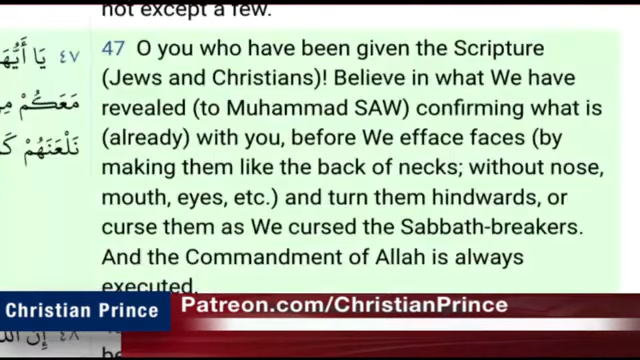 not except a few.
47 O you who have been given the Scripture
(Jews and Christians)! Believe in what We have
revealed (to Muhammad SAW) confirming what is
(already) with you, before We efface faces (by
making them like the back of necks; without nose,
mouth, eyes, etc.) and turn them hindwards, or
curse them as We cursed the Sabbath-breakers.
And the Commandment of Allah is always
executed.
٤٧ يَا أَيُّهَا
مَعَكُمْ مِنْ
نَلْعَنَهُمْ
Christian Prince
Patreon.com/ChristianPrince
٤٨ إِنَّ